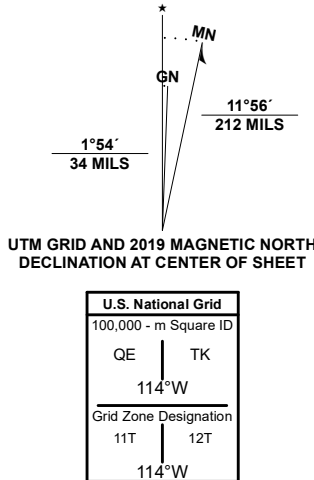 ★
MN
GN
11°56´
212 MILS
1°54´
34 MILS
UTM GRID AND 2019 MAGNETIC NORTH
DECLINATION AT CENTER OF SHEET
U.S. National Grid
100,000 - m Square ID
QE TK
114°W
Grid Zone Designation
11T 12T
114°W